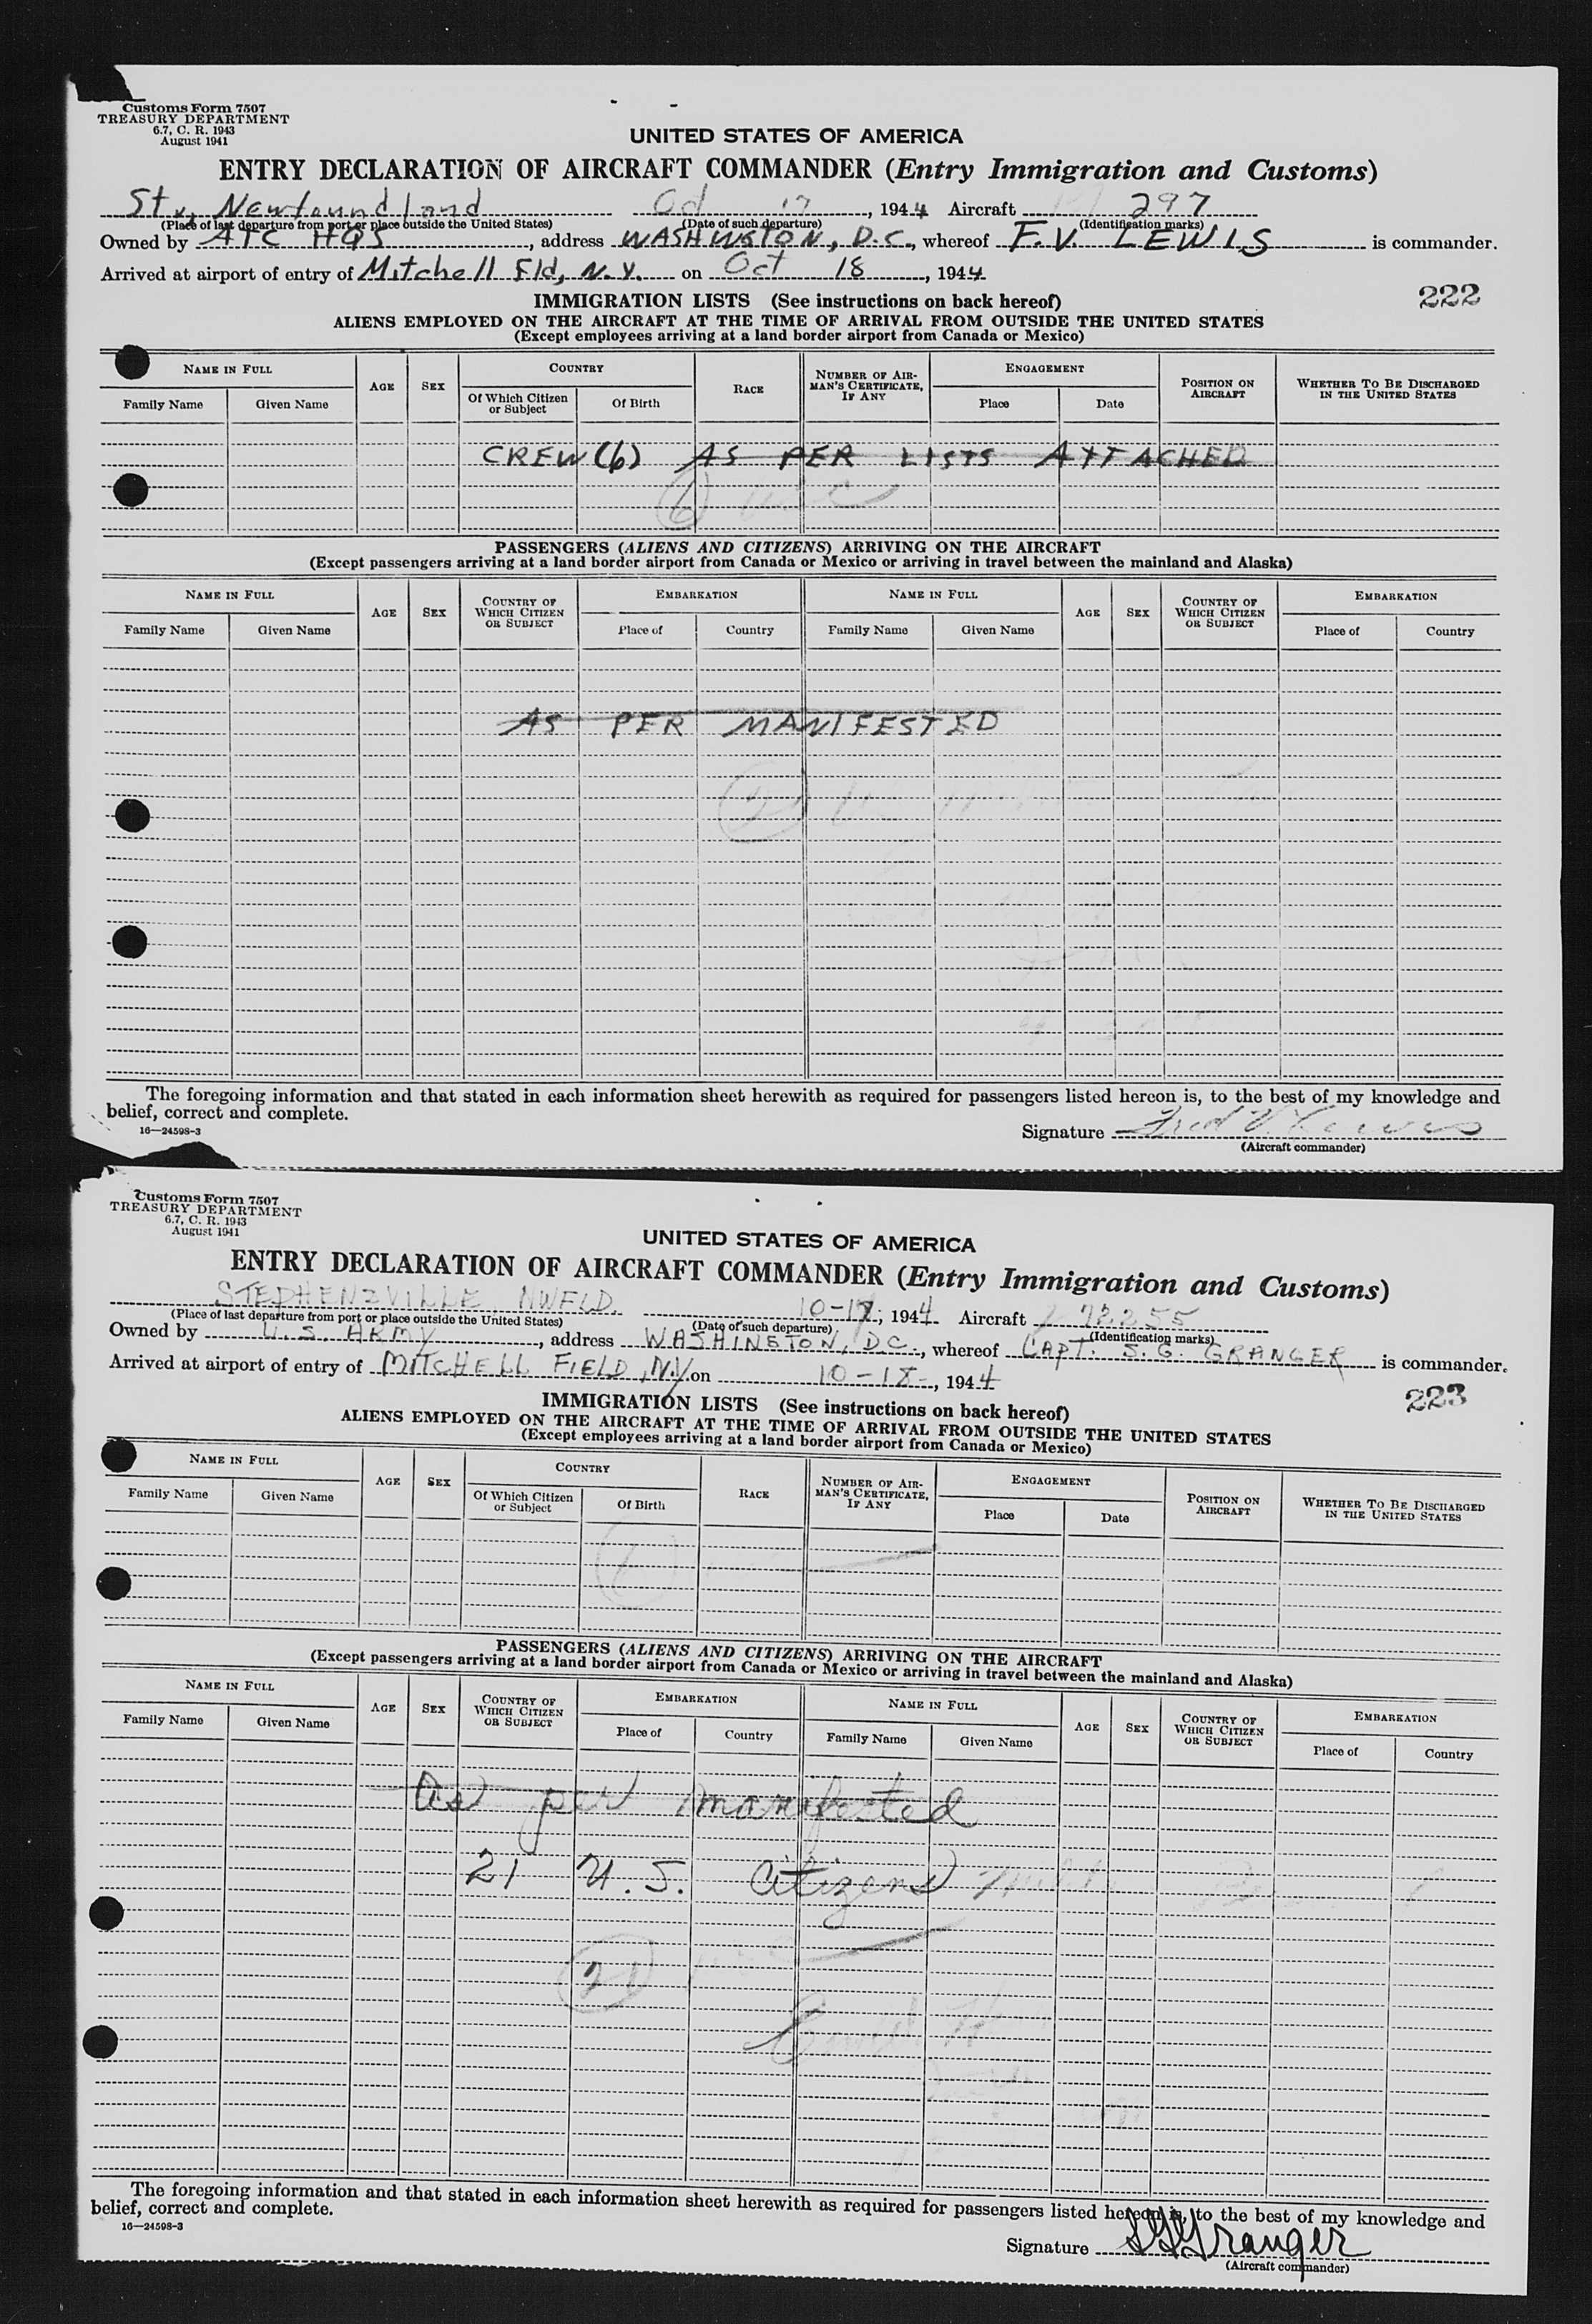 Customs Form 7507
TREASURY DEPARTMENT
6.7, C. R. 1943
August 1941
UNITED STATES OF AMERICA
ENTRY DECLARATION OF AIRCRAFT COMMANDER (Entry Immigration and Customs)
Newfoundland Oct 17, 1944 Aircraft 297
(Place of last departure from port or place outside the United States) (Date of such departure) (Identification marks)
Owned by ATC HQS, address WASHINGTON, D.C., whereof F. V. LEWIS is commander.
Arrived at airport of entry of Mitchell Fld, N.Y. on Oct 18, 1944
222
IMMIGRATION LISTS (See instructions on back hereof)
ALIENS EMPLOYED ON THE AIRCRAFT AT THE TIME OF ARRIVAL FROM OUTSIDE THE UNITED STATES
(Except employees arriving at a land border airport from Canada or Mexico)
NAME IN FULL AGE SEX COUNTRY RACE NUMBER OF AIRMAN'S CERTIFICATE, IF ANY ENGAGEMENT POSITION ON AIRCRAFT WHETHER TO BE DISCHARGED IN THE UNITED STATES
Family Name Given Name Of Which Citizen or Subject Of Birth Place Date
CREW (6) AS PER LISTS ATTACHED
6
PASSENGERS (ALIENS AND CITIZENS) ARRIVING ON THE AIRCRAFT
(Except passengers arriving at a land border airport from Canada or Mexico or arriving in travel between the mainland and Alaska)
NAME IN FULL AGE SEX COUNTRY OF WHICH CITIZEN OR SUBJECT EMBARKATION NAME IN FULL AGE SEX COUNTRY OF WHICH CITIZEN OR SUBJECT EMBARKATION
Family Name Given Name Place of Country Family Name Given Name Place of Country
AS PER MANIFESTED
The foregoing information and that stated in each information sheet herewith as required for passengers listed hereon is, to the best of my knowledge and
belief, correct and complete.
16—24598-3
Signature Fred V. Lewis
(Aircraft commander)
Customs Form 7507
TREASURY DEPARTMENT
6.7, C. R. 1943
August 1941
UNITED STATES OF AMERICA
ENTRY DECLARATION OF AIRCRAFT COMMANDER (Entry Immigration and Customs)
STEPHENZVILLE NWFLD. 10-17, 1944 Aircraft 72255
(Place of last departure from port or place outside the United States) (Date of such departure) (Identification marks)
Owned by U.S. ARMY, address WASHINGTON, D.C., whereof CAPT. S. G. GRANGER is commander.
Arrived at airport of entry of MITCHELL FIELD, N.Y. on 10-18-, 1944
223
IMMIGRATION LISTS (See instructions on back hereof)
ALIENS EMPLOYED ON THE AIRCRAFT AT THE TIME OF ARRIVAL FROM OUTSIDE THE UNITED STATES
(Except employees arriving at a land border airport from Canada or Mexico)
NAME IN FULL AGE SEX COUNTRY RACE NUMBER OF AIRMAN'S CERTIFICATE, IF ANY ENGAGEMENT POSITION ON AIRCRAFT WHETHER TO BE DISCHARGED IN THE UNITED STATES
Family Name Given Name Of Which Citizen or Subject Of Birth Place Date
PASSENGERS (ALIENS AND CITIZENS) ARRIVING ON THE AIRCRAFT
(Except passengers arriving at a land border airport from Canada or Mexico or arriving in travel between the mainland and Alaska)
NAME IN FULL AGE SEX COUNTRY OF WHICH CITIZEN OR SUBJECT EMBARKATION NAME IN FULL AGE SEX COUNTRY OF WHICH CITIZEN OR SUBJECT EMBARKATION
Family Name Given Name Place of Country Family Name Given Name Place of Country
As per manifested
21 U.S. Citizens
21
The foregoing information and that stated in each information sheet herewith as required for passengers listed hereon is, to the best of my knowledge and
belief, correct and complete.
16—24598-3
Signature SGGranger
(Aircraft commander)